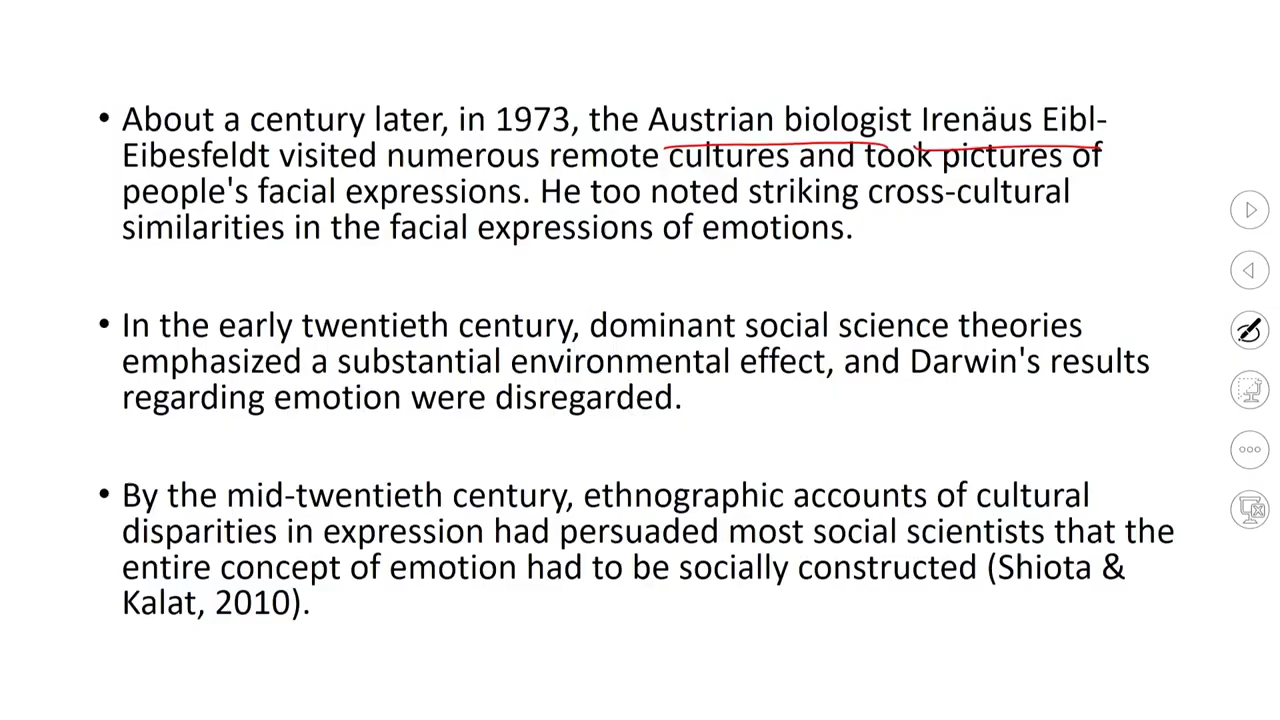 • About a century later, in 1973, the Austrian biologist Irenäus Eibl-
Eibesfeldt visited numerous remote cultures and took pictures of
people's facial expressions. He too noted striking cross-cultural
similarities in the facial expressions of emotions.
• In the early twentieth century, dominant social science theories
emphasized a substantial environmental effect, and Darwin's results
regarding emotion were disregarded.
• By the mid-twentieth century, ethnographic accounts of cultural
disparities in expression had persuaded most social scientists that the
entire concept of emotion had to be socially constructed (Shiota &
Kalat, 2010).